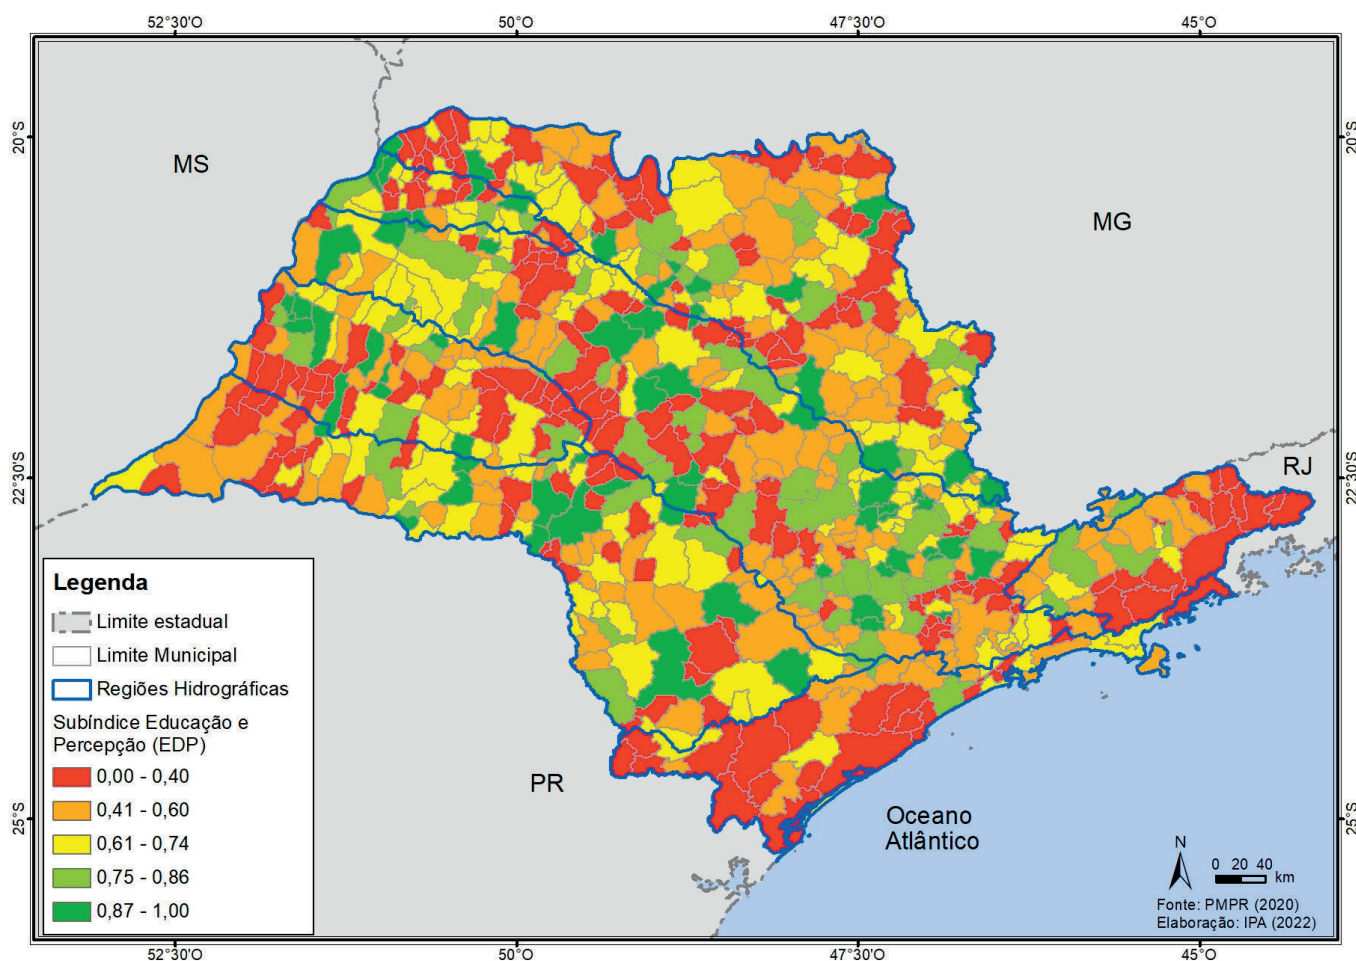 52°30'O
50°O
47°30'O
45°O
20°S
20°S
MS
MG
22°30'S
22°30'S
RJ
Legenda
Limite estadual
Limite Municipal
Regiões Hidrográficas
Subíndice Educação e
Percepção (EDP)
0,00 - 0,40
0,41 - 0,60
0,61 - 0,74
0,75 - 0,86
0,87 - 1,00
PR
Oceano
Atlântico
25°S
25°S
N
0 20 40
km
Fonte: PMPR (2020)
Elaboração: IPA (2022)
52°30'O
50°O
47°30'O
45°O